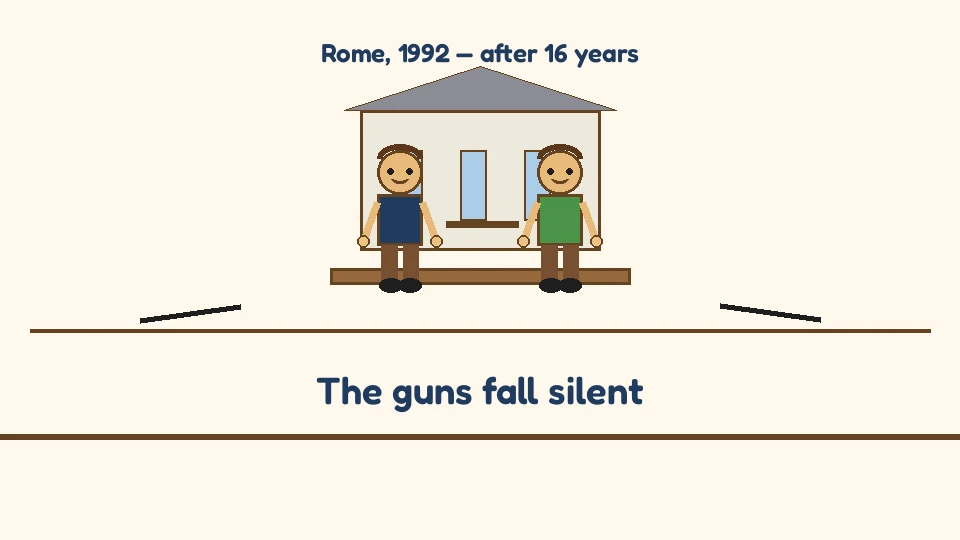 Rome, 1992 — after 16 years
The guns fall silent